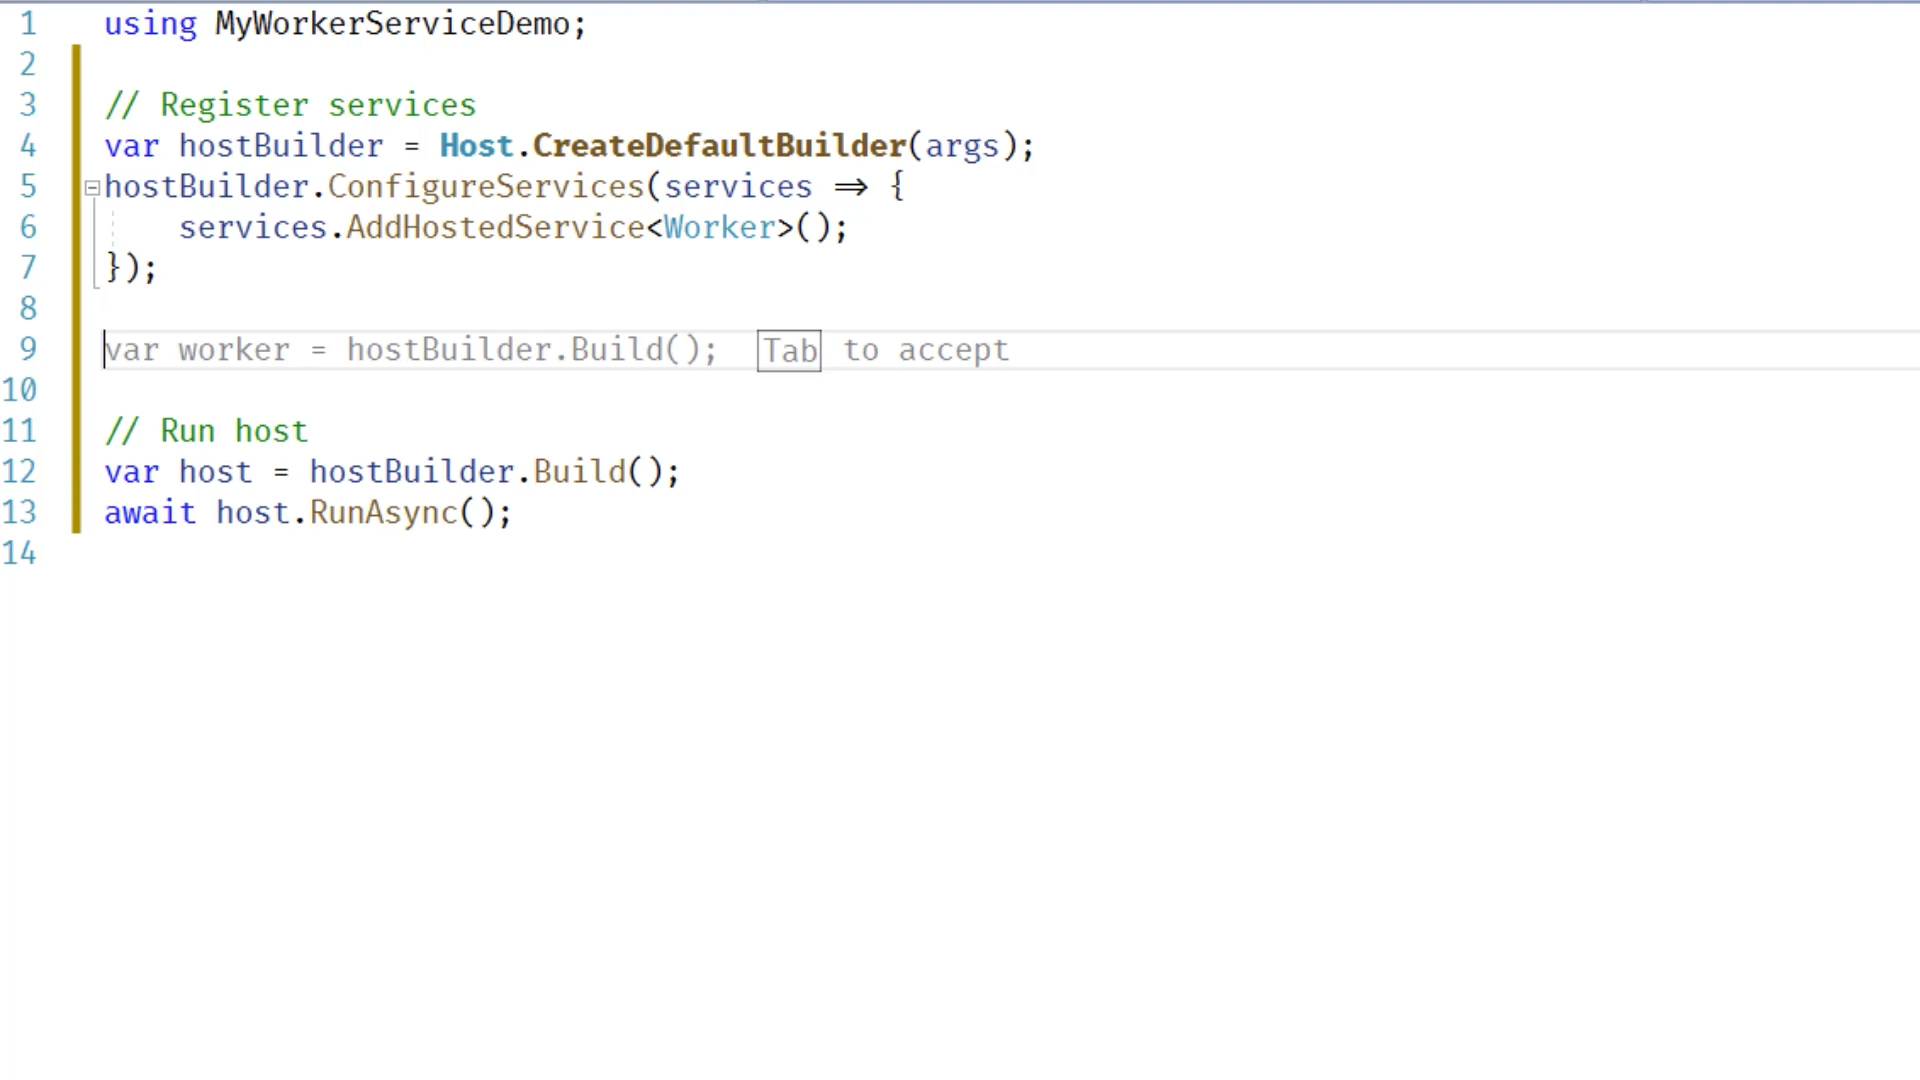 1 using MyWorkerServiceDemo;
2
3 // Register services
4 var hostBuilder = Host.CreateDefaultBuilder(args);
5 hostBuilder.ConfigureServices(services => {
6 services.AddHostedService<Worker>();
7 });
8
9 var worker = hostBuilder.Build(); Tab to accept
10
11 // Run host
12 var host = hostBuilder.Build();
13 await host.RunAsync();
14